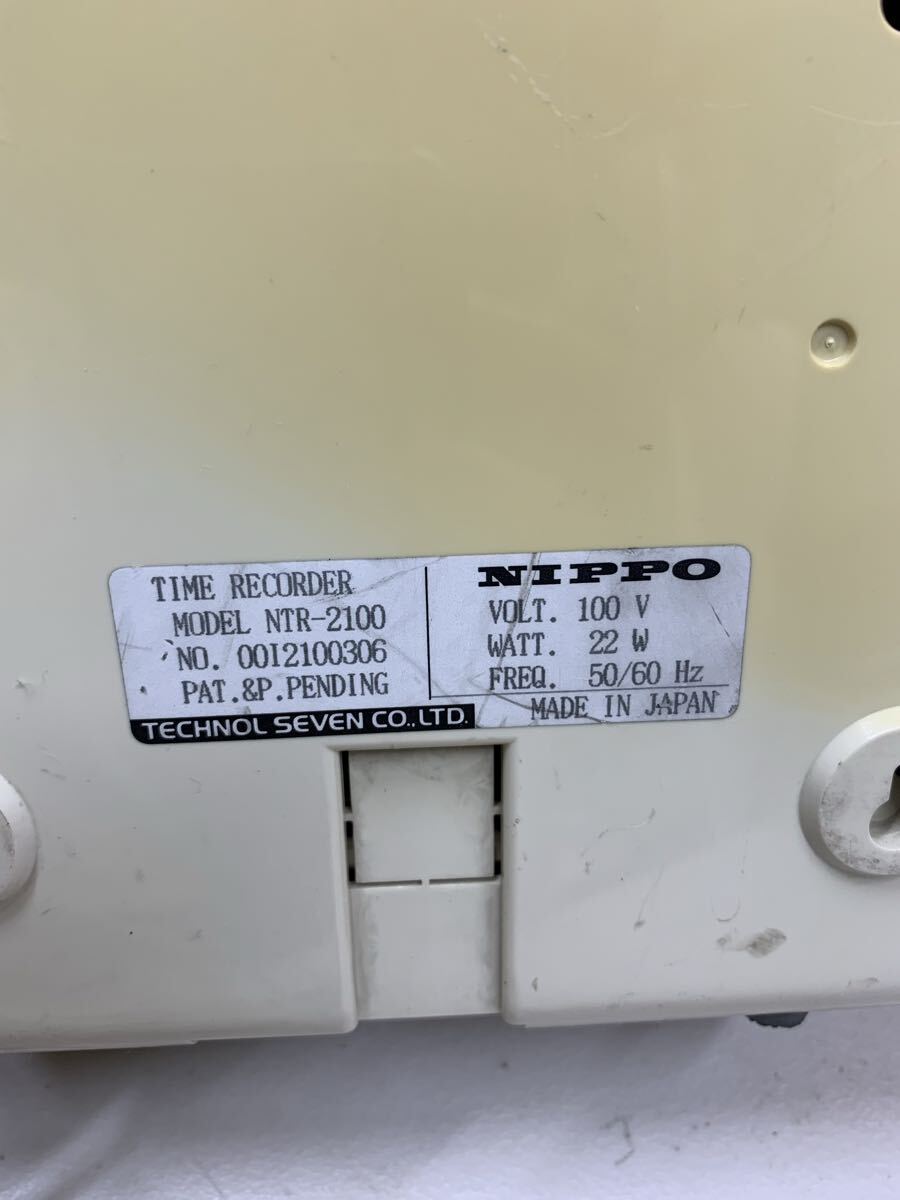 TIME RECORDER
MODEL NTR-2100
NO. 00I2100306
PAT.&P.PENDING
TECHNOL SEVEN CO.,LTD.
NIPPO
VOLT. 100 V
WATT. 22 W
FREQ. 50/60 Hz
MADE IN JAPAN